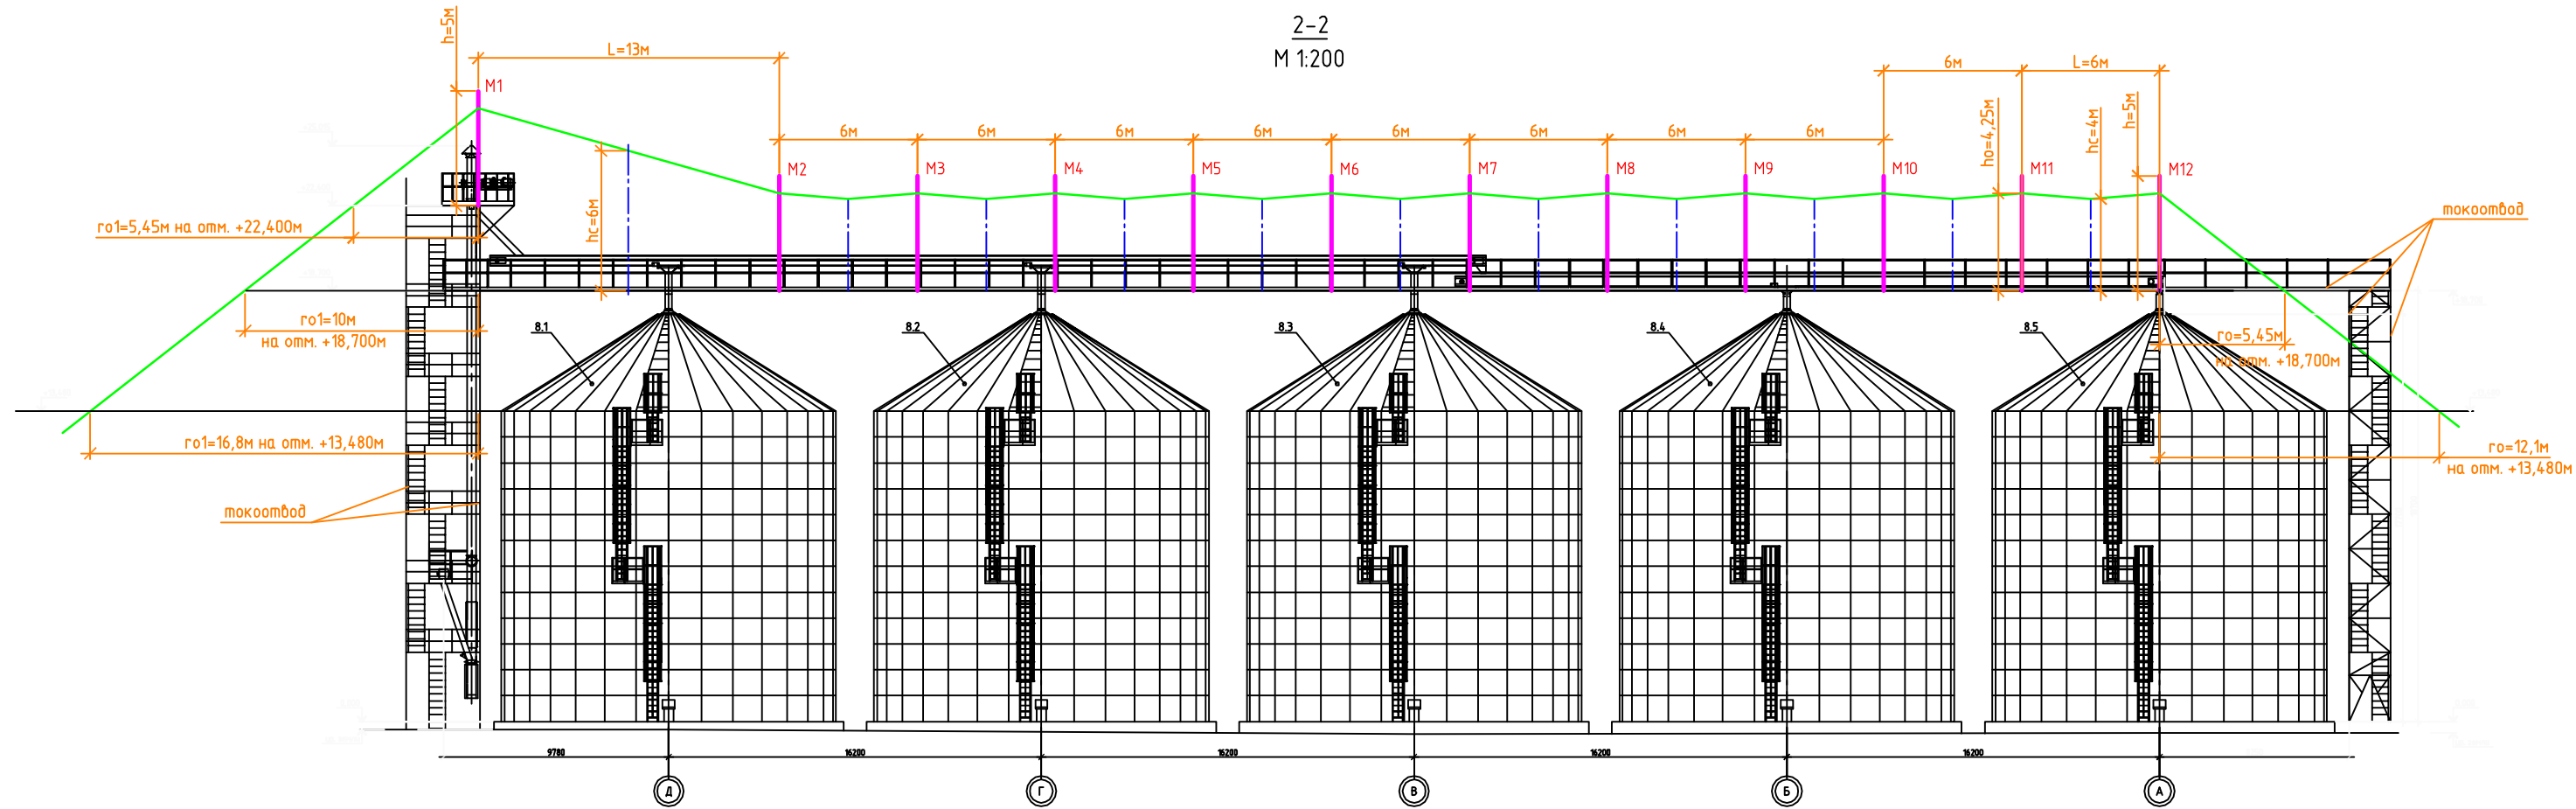 2-2
М 1:200
h=5м
L=13м
6м
L=6м
М1
6м
6м
6м
6м
6м
6м
6м
6м
hо=4,25м
hс=4м
h=5м
М2
М3
М4
М5
М6
М7
М8
М9
М10
М11
М12
hс=6м
токоотвод
rо1=5,45м на отм. +22,400м
rо1=10м
на отм. +18,700м
8.1
8.2
8.3
8.4
8.5
rо=5,45м
на отм. +18,700м
rо1=16,8м на отм. +13,480м
rо=12,1м
на отм. +13,480м
токоотвод
9780
16200
16200
16200
16200
Д
Г
В
Б
А